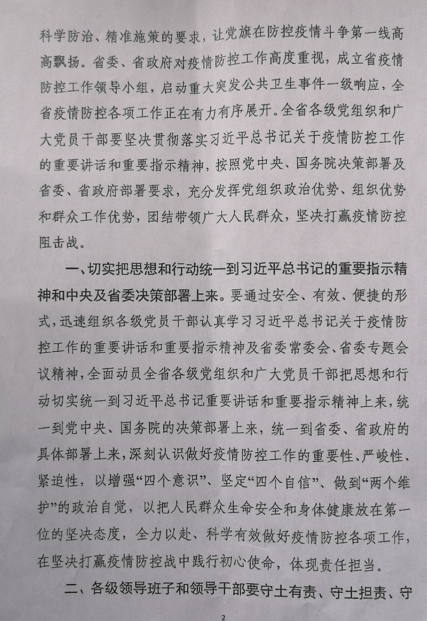 科学防治、精准施策的要求，让党旗在防控疫情斗争第一线高
高飘扬。省委、省政府对疫情防控工作高度重视，成立省疫情
防控工作领导小组，启动重大突发公共卫生事件一级响应，全
省疫情防控各项工作正在有力有序展开。全省各级党组织和广
大党员干部要坚决贯彻落实习近平总书记关于疫情防控工作
的重要讲话和重要指示精神，按照党中央、国务院决策部署及
省委、省政府部署要求，充分发挥党组织政治优势、组织优势
和群众工作优势，团结带领广大人民群众，坚决打赢疫情防控
阻击战。
一、切实把思想和行动统一到习近平总书记的重要指示精
神和中央及省委决策部署上来。要通过安全、有效、便捷的形
式，迅速组织各级党员干部认真学习习近平总书记关于疫情防
控工作的重要讲话和重要指示精神及省委常委会、省委专题会
议精神，全面动员全省各级党组织和广大党员干部把思想和行
动切实统一到习近平总书记重要讲话和重要指示精神上来，统
一到党中央、国务院的决策部署上来，统一到省委、省政府的
具体部署上来，深刻认识做好疫情防控工作的重要性、严峻性、
紧迫性，以增强“四个意识”、坚定“四个自信”、做到“两个维
护”的政治自觉，以把人民群众生命安全和身体健康放在第一
位的坚决态度，全力以赴、科学有效做好疫情防控各项工作，
在坚决打赢疫情防控战中践行初心使命，体现责任担当。
二、各级领导班子和领导干部要守土有责、守土担责、守
2